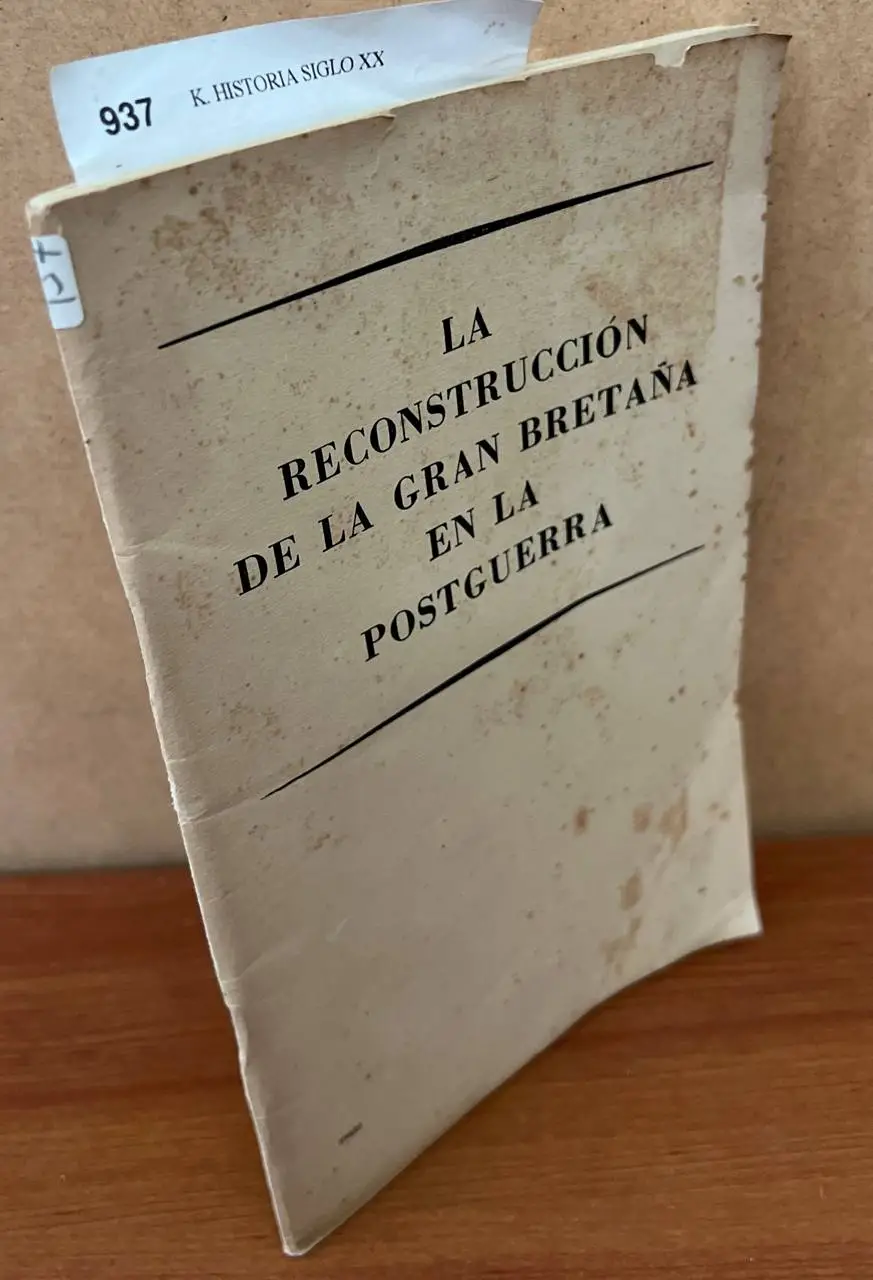 937 K. HISTORIA SIGLO XX
LA
RECONSTRUCCIÓN
DE LA GRAN BRETAÑA
EN LA
POSTGUERRA